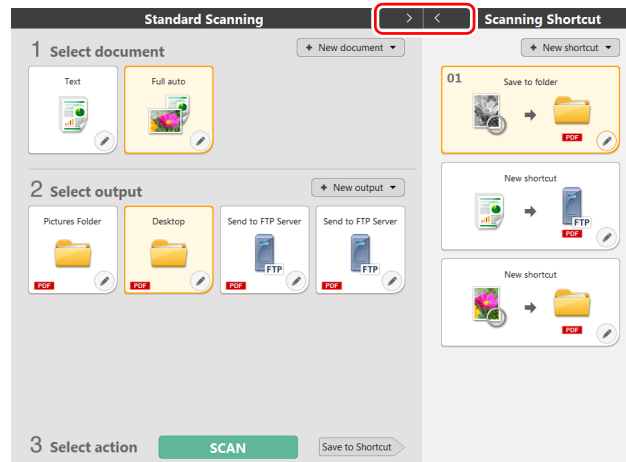 Standard Scanning
> <
Scanning Shortcut
1 Select document
+ New document
Text
Full auto
2 Select output
+ New output
Pictures Folder
PDF
Desktop
PDF
Send to FTP Server
FTP
PDF
Send to FTP Server
FTP
PDF
3 Select action
SCAN
Save to Shortcut
+ New shortcut
01 Save to folder
PDF
New shortcut
FTP
PDF
New shortcut
PDF